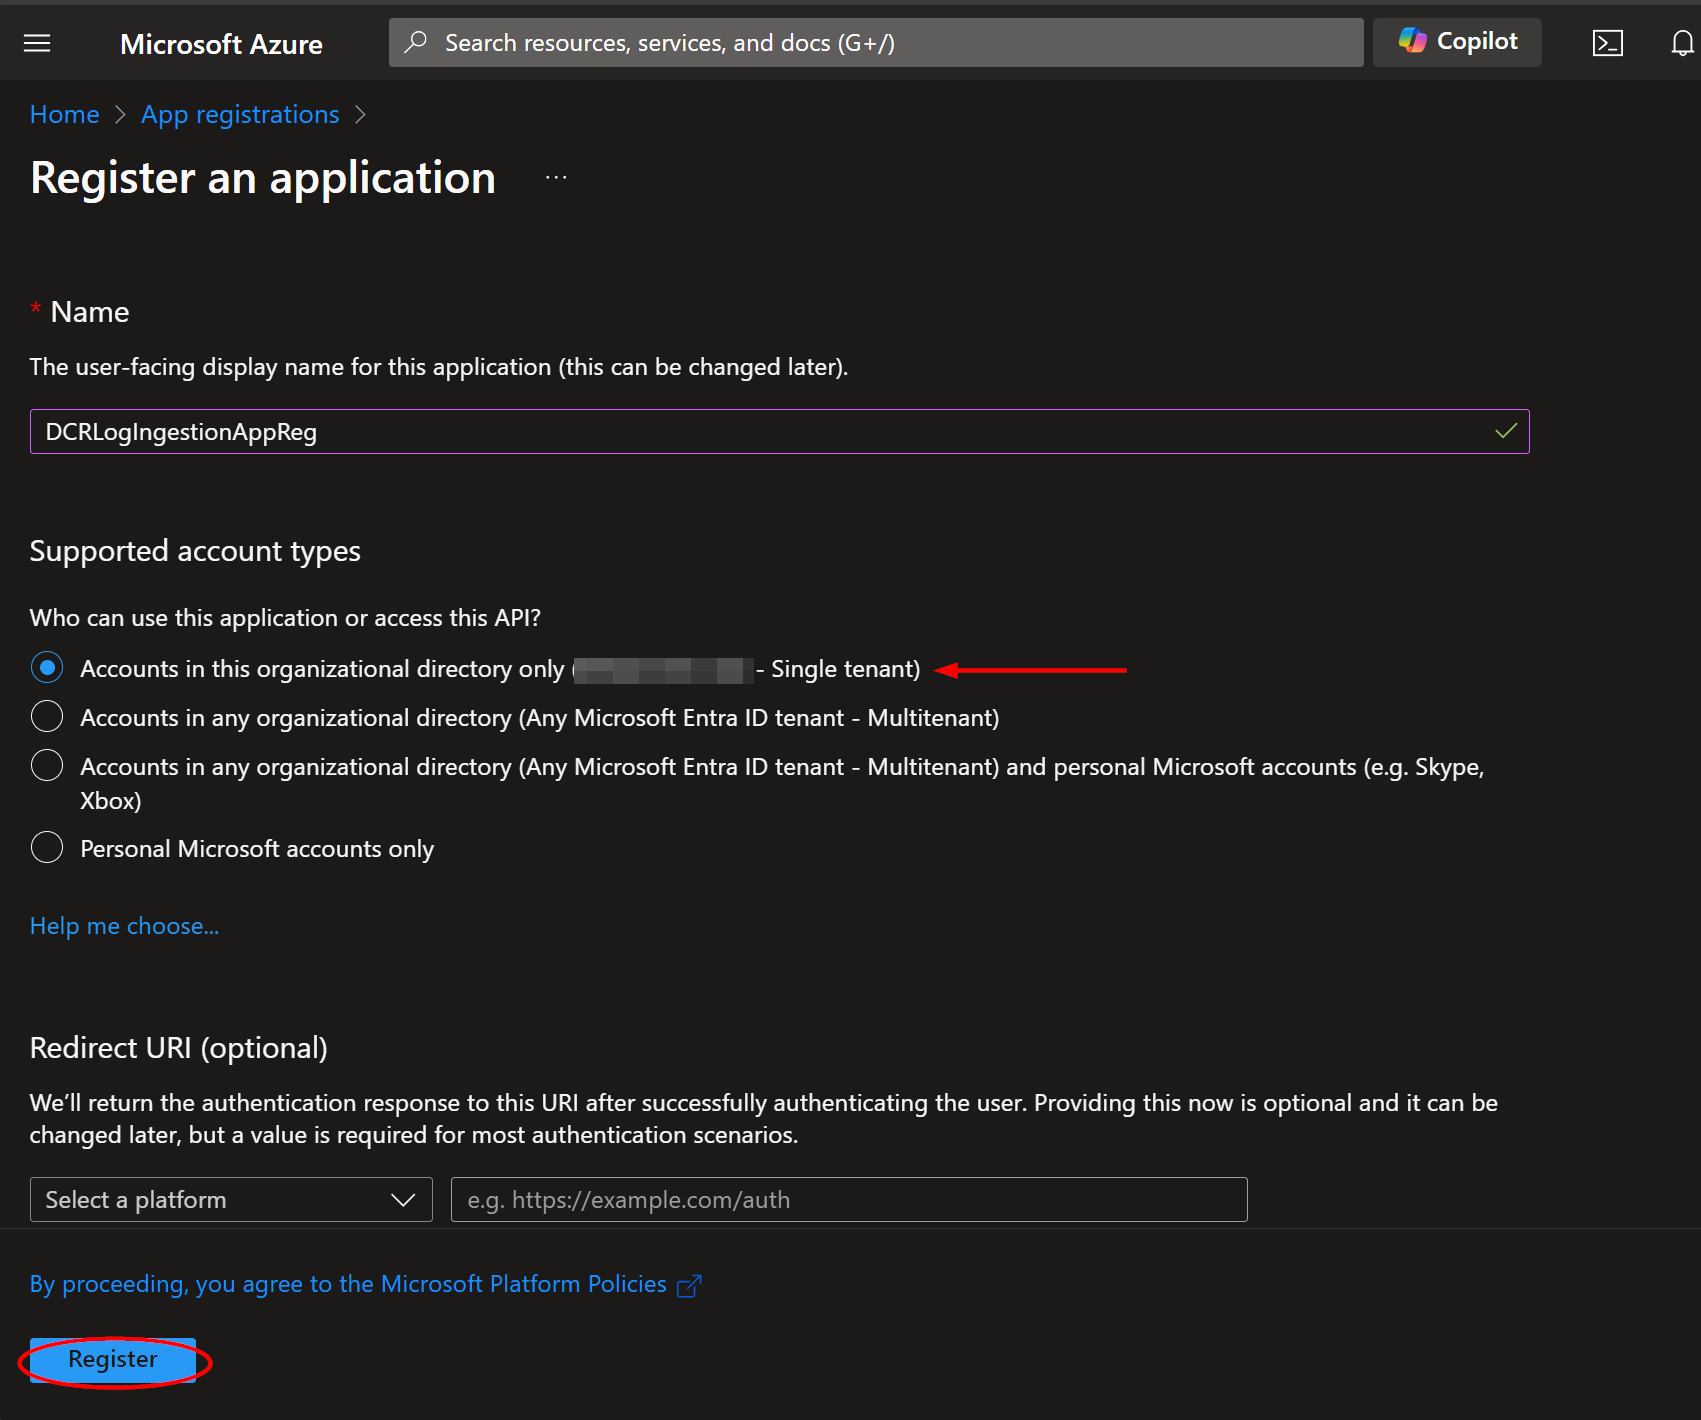 Microsoft Azure
Search resources, services, and docs (G+/)
Copilot
Home > App registrations >
Register an application ...
* Name
The user-facing display name for this application (this can be changed later).
DCRLogIngestionAppReg
Supported account types
Who can use this application or access this API?
Accounts in this organizational directory only ( - Single tenant)
Accounts in any organizational directory (Any Microsoft Entra ID tenant - Multitenant)
Accounts in any organizational directory (Any Microsoft Entra ID tenant - Multitenant) and personal Microsoft accounts (e.g. Skype,
Xbox)
Personal Microsoft accounts only
Help me choose...
Redirect URI (optional)
We’ll return the authentication response to this URI after successfully authenticating the user. Providing this now is optional and it can be
changed later, but a value is required for most authentication scenarios.
Select a platform
e.g. https://example.com/auth
By proceeding, you agree to the Microsoft Platform Policies
Register